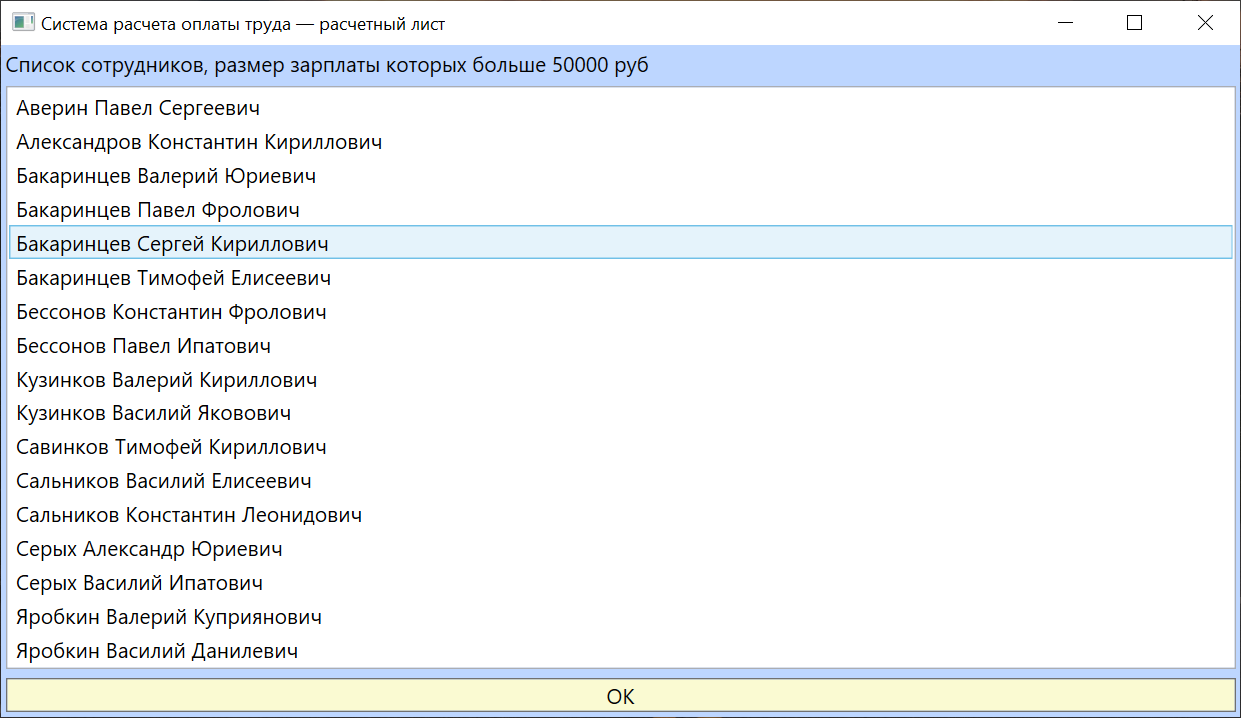 Система расчета оплаты труда — расчетный лист
Список сотрудников, размер зарплаты которых больше 50000 руб
Аверин Павел Сергеевич
Александров Константин Кириллович
Бакаринцев Валерий Юриевич
Бакаринцев Павел Фролович
Бакаринцев Сергей Кириллович
Бакаринцев Тимофей Елисеевич
Бессонов Константин Фролович
Бессонов Павел Ипатович
Кузинков Валерий Кириллович
Кузинков Василий Яковович
Савинков Тимофей Кириллович
Сальников Василий Елисеевич
Сальников Константин Леонидович
Серых Александр Юриевич
Серых Василий Ипатович
Яробкин Валерий Куприянович
Яробкин Василий Данилевич
ОК